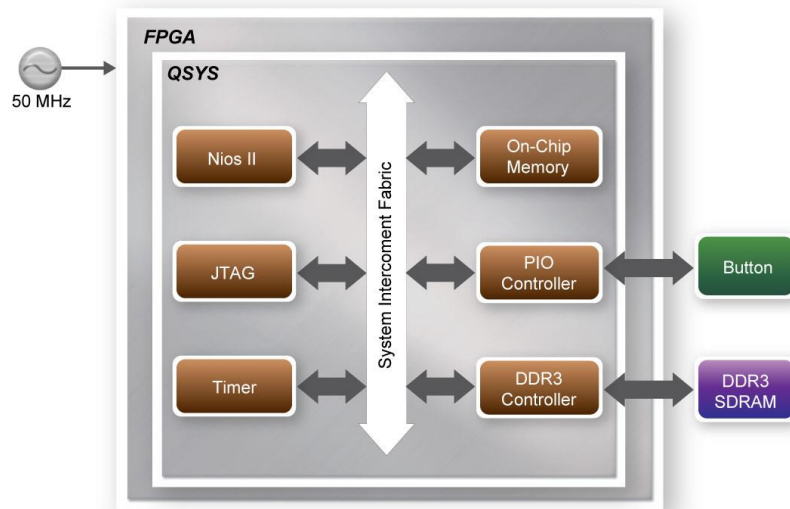 FPGA
QSYS
50 MHz
Nios II
On-Chip
Memory
System Intercoment Fabric
JTAG
PIO
Controller
Button
Timer
DDR3
Controller
DDR3
SDRAM